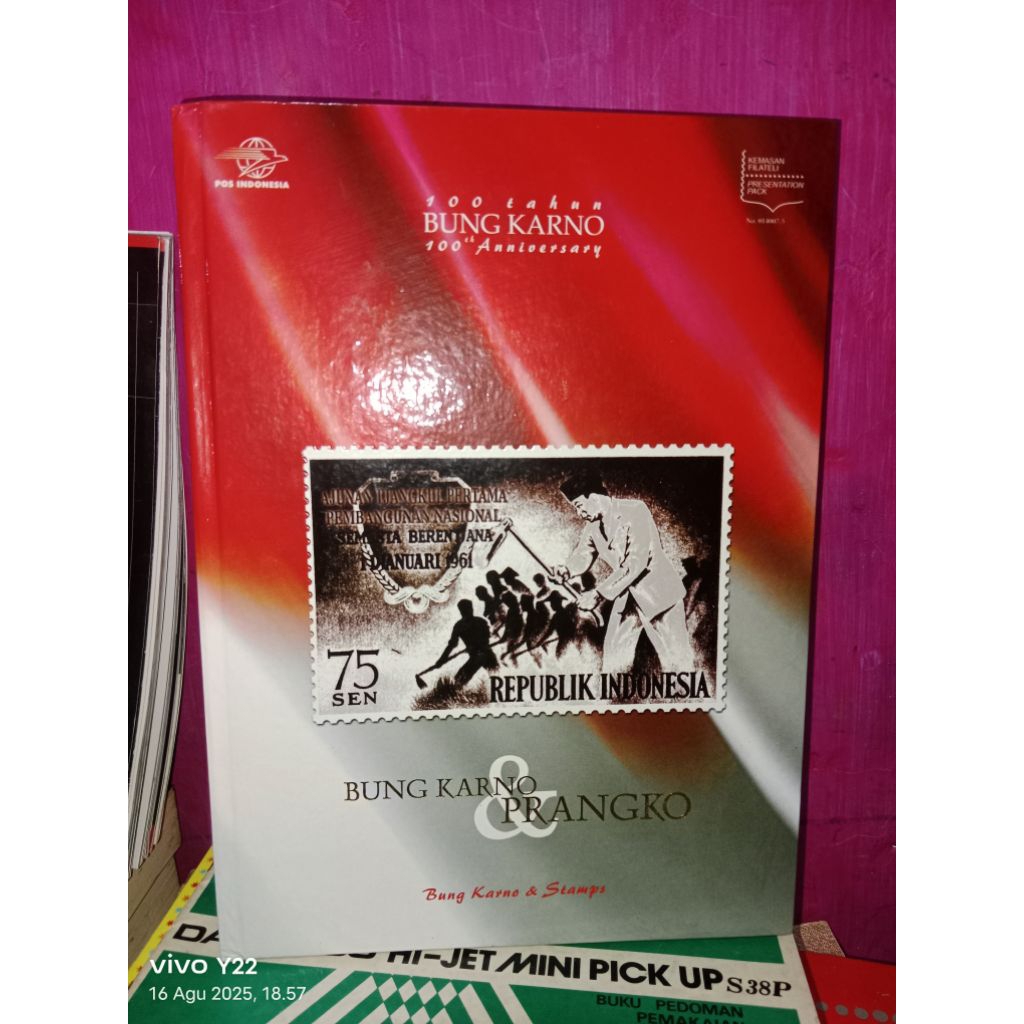 POS INDONESIA
KEMASAN
FILATELI
PRESENTATION
PACK
100 tahun
BUNG KARNO
100th Anniversary
PERTAMA
PEMBANGUNAN NASIONAL
SEMESTA BERENTJANA
1 DJANUARI 1961
75
SEN
REPUBLIK INDONESIA
BUNG KARNO
&
PRANGKO
Bung Karno & Stamps
HI-JET MINI PICK UP S38P
BUKU PEDOMAN
PEMAKAIAN
vivo Y22
16 Agu 2025, 18.57